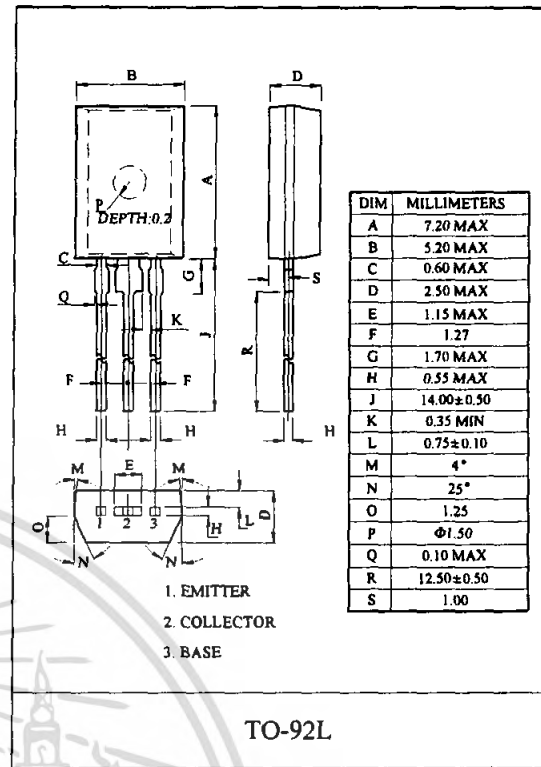 B
D
A
P
DEPTH:0.2
C
G
S
Q
K
J
R
F
F
H
H
H
M
E
M
1
2
3
L
D
H
O
N
N
1. EMITTER
2. COLLECTOR
3. BASE
DIM MILLIMETERS
A 7.20 MAX
B 5.20 MAX
C 0.60 MAX
D 2.50 MAX
E 1.15 MAX
F 1.27
G 1.70 MAX
H 0.55 MAX
J 14.00±0.50
K 0.35 MIN
L 0.75±0.10
M 4°
N 25°
O 1.25
P Φ1.50
Q 0.10 MAX
R 12.50±0.50
S 1.00
TO-92L